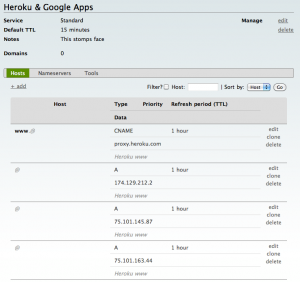 Heroku & Google Apps
Service Standard Manage edit
Default TTL 15 minutes delete
Notes This stomps face
Domains 0
Hosts Nameservers Tools
+ add Filter? Host: | Sort by: Host Go
Host Type Priority Refresh period (TTL)
Data
www. CNAME 1 hour edit
clone
proxy.heroku.com delete
Heroku www
A 1 hour edit
clone
174.129.212.2 delete
Heroku www
A 1 hour edit
clone
75.101.145.87 delete
Heroku www
A 1 hour edit
clone
75.101.163.44 delete
Heroku www